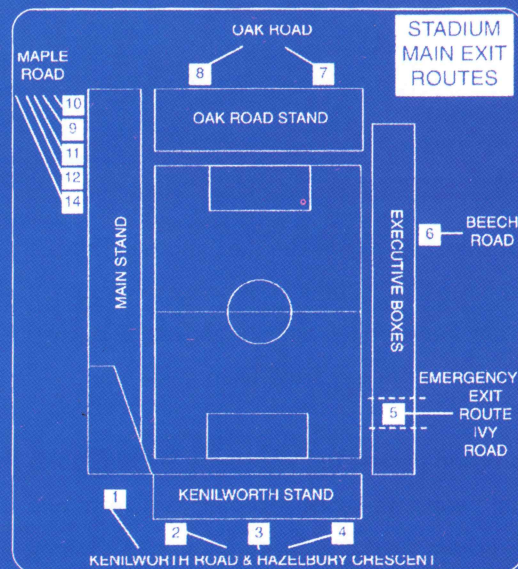 OAK ROAD
STADIUM
MAIN EXIT
ROUTES
MAPLE
ROAD
8
7
10
9
11
12
14
OAK ROAD STAND
MAIN STAND
EXECUTIVE BOXES
6
BEECH
ROAD
5
EMERGENCY
EXIT
ROUTE
IVY
ROAD
KENILWORTH STAND
1
2
3
4
KENILWORTH ROAD & HAZELBURY CRESCENT